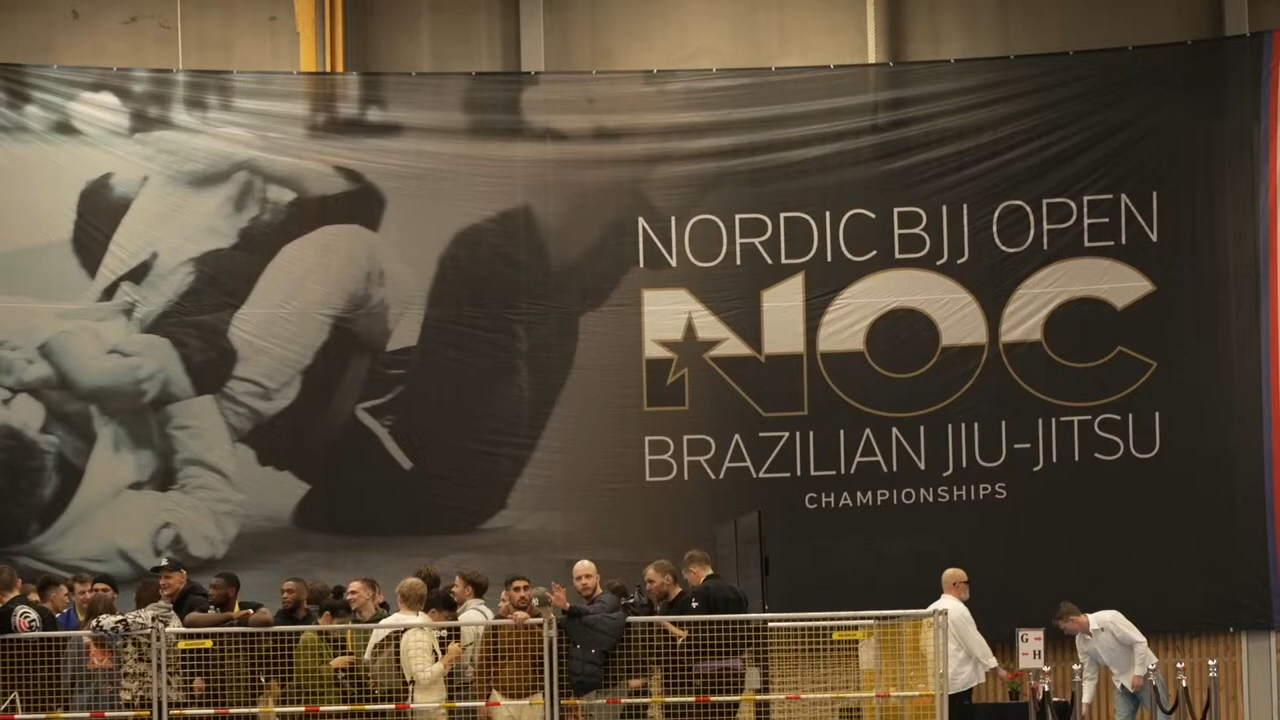 NORDIC BJJ OPEN
NOC
BRAZILIAN JIU-JITSU
CHAMPIONSHIPS
G
H